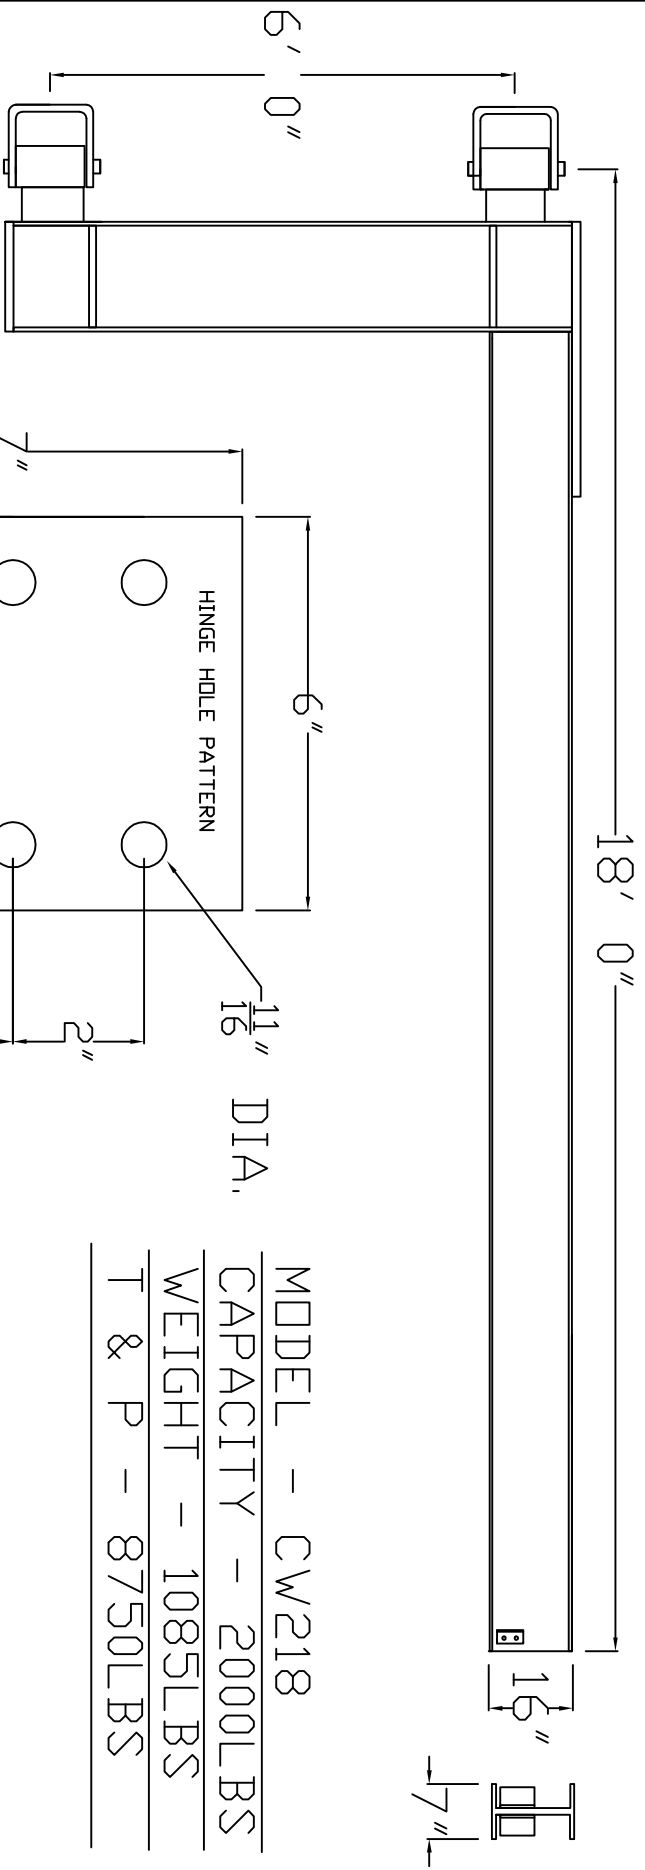 18' 0"
6' 0"
16"
7"
6"
7"
HINGE HOLE PATTERN
11/16" DIA.
2"
MODEL - CW218
CAPACITY - 2000LBS
WEIGHT - 1085LBS
T & P - 8750LBS